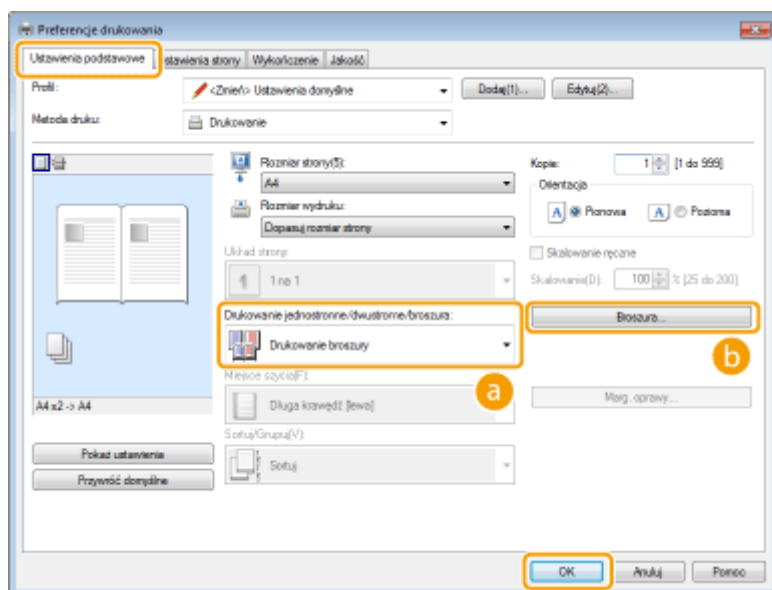 Preferencje drukowania
Ustawienia podstawowe stawienia strony Wykończenie Jakość
Profil: <Zmień> Ustawienia domyślne Dodaj(1)... Edytuj(2)...
Metoda druku: Drukowanie
Rozmiar strony(5): Kopie: 1 [1 do 999]
A4 Orientacja
Rozmiar wydruku: A Pionowa A Pozioma
Dopasuj rozmiar strony
Układ strony: Skalowanie ręczne
1 1 na 1 Skalowanie(D): 100 % [25 do 200]
Drukowanie jednostronne/dwustronne/broszura: Broszura...
Drukowanie broszury b
Miejsce szycia(F): a
A4 x2 -> A4 Długa krawędź [lewa] Marg. oprawy...
Sortuj/Grupuj(V):
Pokaż ustawienia Sortuj
Przywróć domyślne
OK Anuluj Pomoc